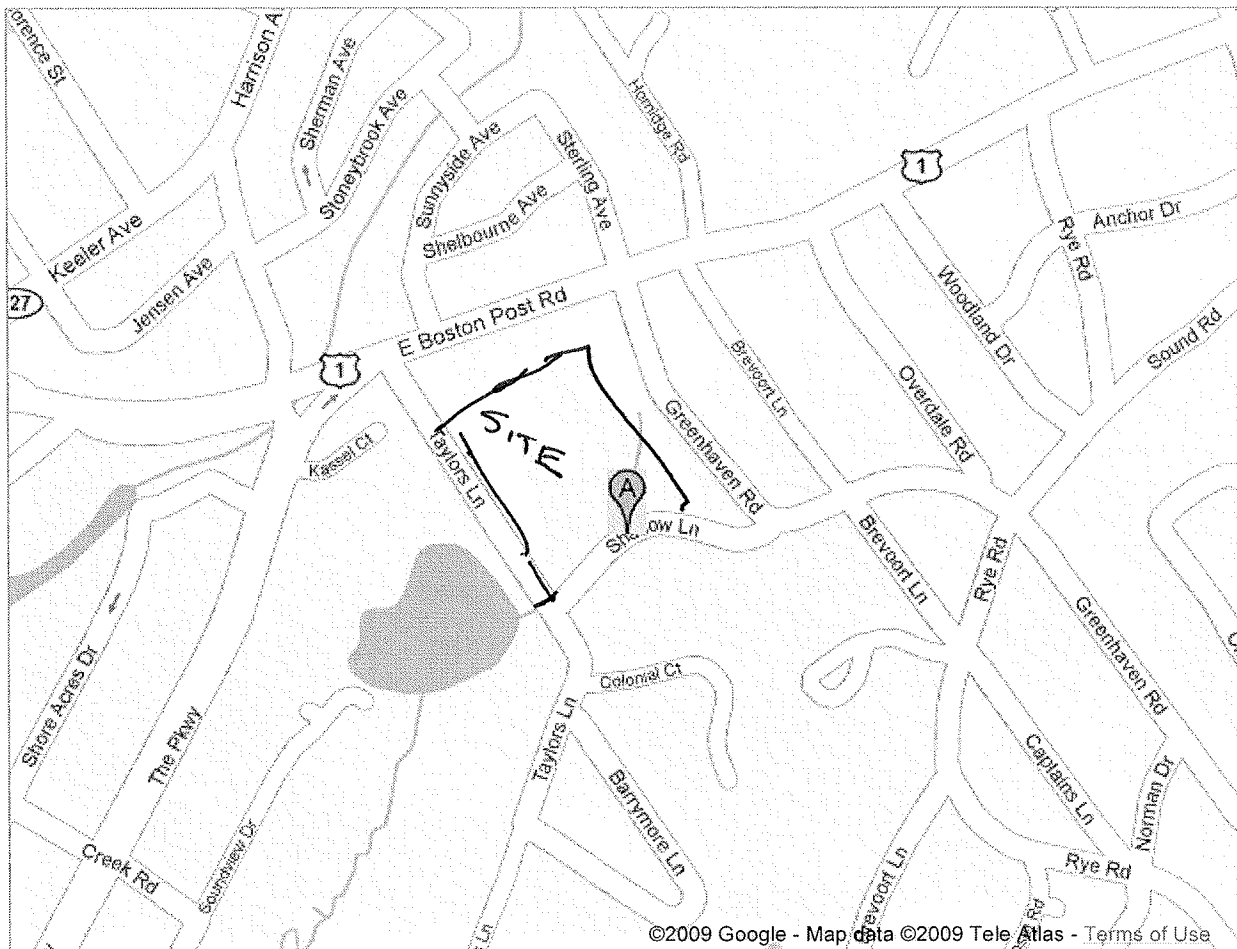 orence St
Harrison A
Sherman Ave
Stoneybrook Ave
Sunnyside Ave
Shelbourne Ave
Sterling Ave
Hornidge Rd
1
Rye Rd
Anchor Dr
Keeler Ave
Jensen Ave
27
E Boston Post Rd
1
Woodland Dr
Sound Rd
Brevoort Ln
Overdale Rd
Greenhaven Rd
Kassel Ct
Taylors Ln
SITE
A
Brevoort Ln
Rye Rd
Greenhaven Rd
Colonial Ct
Shore Acres Dr
The Pkwy
Taylors Ln
Barrymore Ln
Captains Ln
Norman Dr
Creek Rd
Soundview Dr
Brevoort Ln
Rye Rd
Rd
s Ln
©2009 Google - Map data ©2009 Tele Atlas - Terms of Use